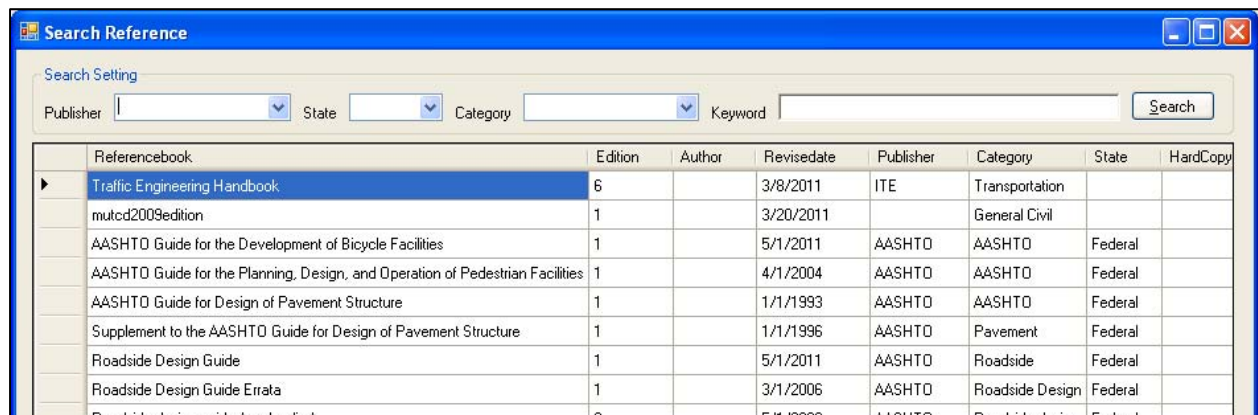 Search Reference
Search Setting
Publisher State Category Keyword Search
Referencebook Edition Author Revisedate Publisher Category State HardCopy
Traffic Engineering Handbook 6 3/8/2011 ITE Transportation
mutcd2009edition 1 3/20/2011 General Civil
AASHTO Guide for the Development of Bicycle Facilities 1 5/1/2011 AASHTO AASHTO Federal
AASHTO Guide for the Planning, Design, and Operation of Pedestrian Facilities 1 4/1/2004 AASHTO AASHTO Federal
AASHTO Guide for Design of Pavement Structure 1 1/1/1993 AASHTO AASHTO Federal
Supplement to the AASHTO Guide for Design of Pavement Structure 1 1/1/1996 AASHTO Pavement Federal
Roadside Design Guide 1 5/1/2011 AASHTO Roadside Federal
Roadside Design Guide Errata 1 3/1/2006 AASHTO Roadside Design Federal